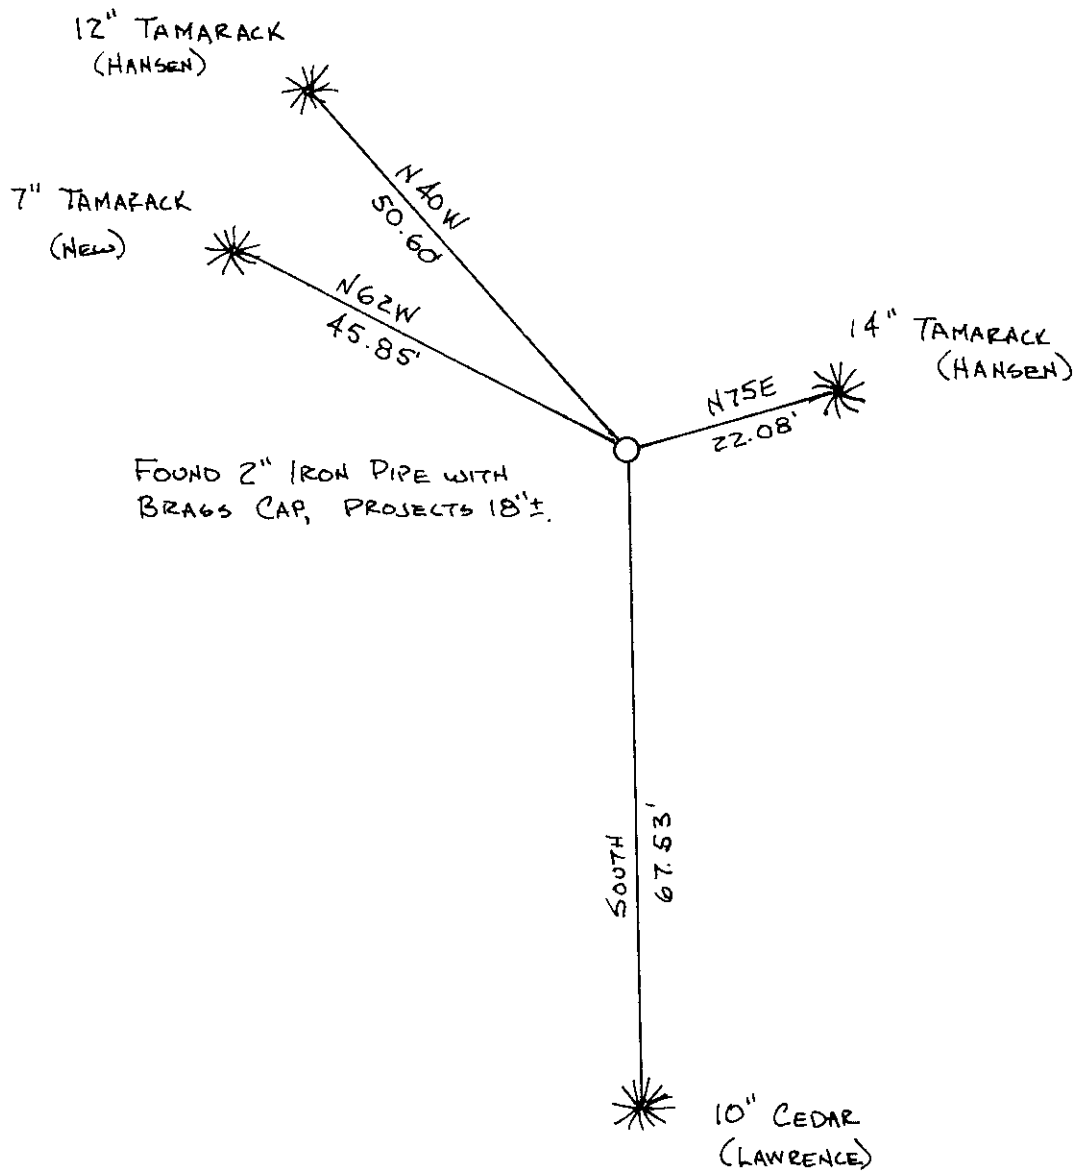 12" TAMARACK
(HANSEN)
7" TAMARACK
(NEW)
N40W
50.60'
N62W
45.85'
14" TAMARACK
(HANSEN)
N75E
22.08'
FOUND 2" IRON PIPE WITH
BRASS CAP, PROJECTS 18"±.
SOUTH
67.53'
10" CEDAR
(LAWRENCE)